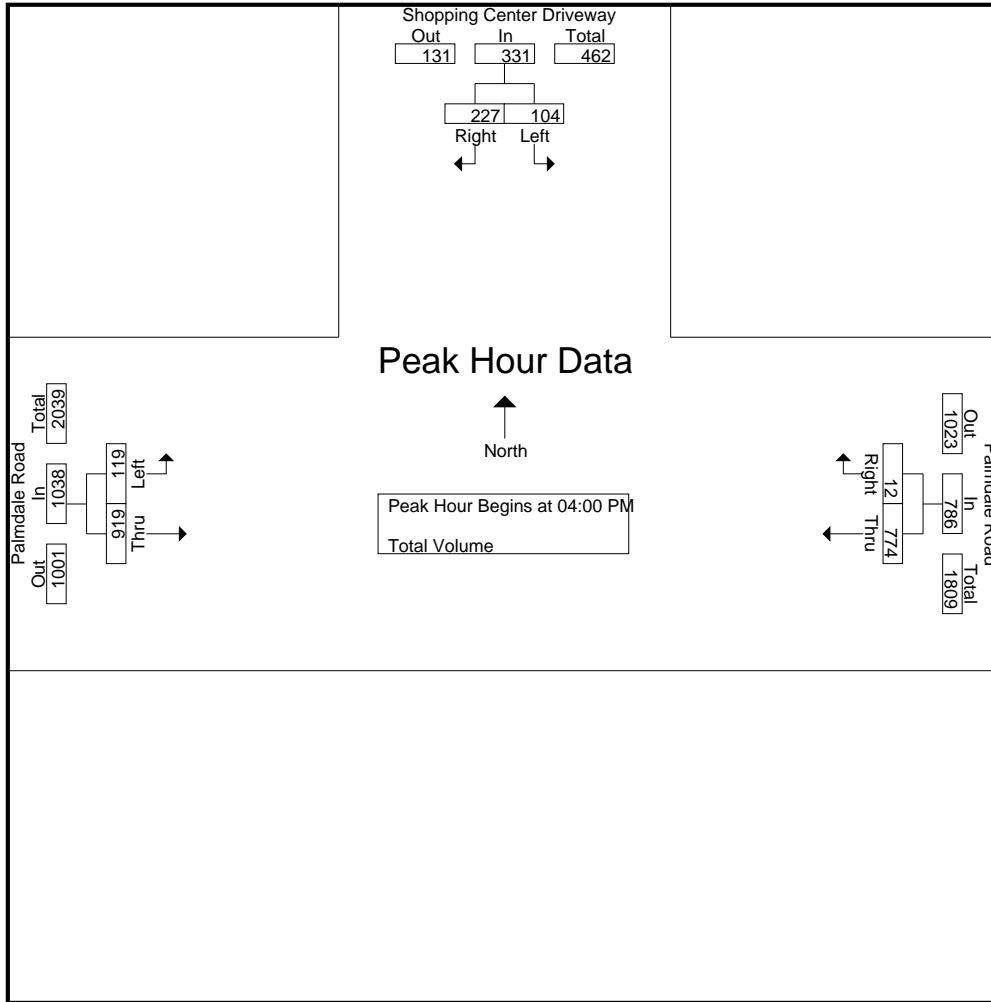 Shopping Center Driveway
Out In Total
131 331 462
227 104
Right Left
Peak Hour Data
North
Peak Hour Begins at 04:00 PM
Total Volume
Palmdale Road
Out In Total
1001 1038 2039
Left Thru
119 919
Palmdale Road
Out In Total
1023 786 1809
Right Thru
12 774